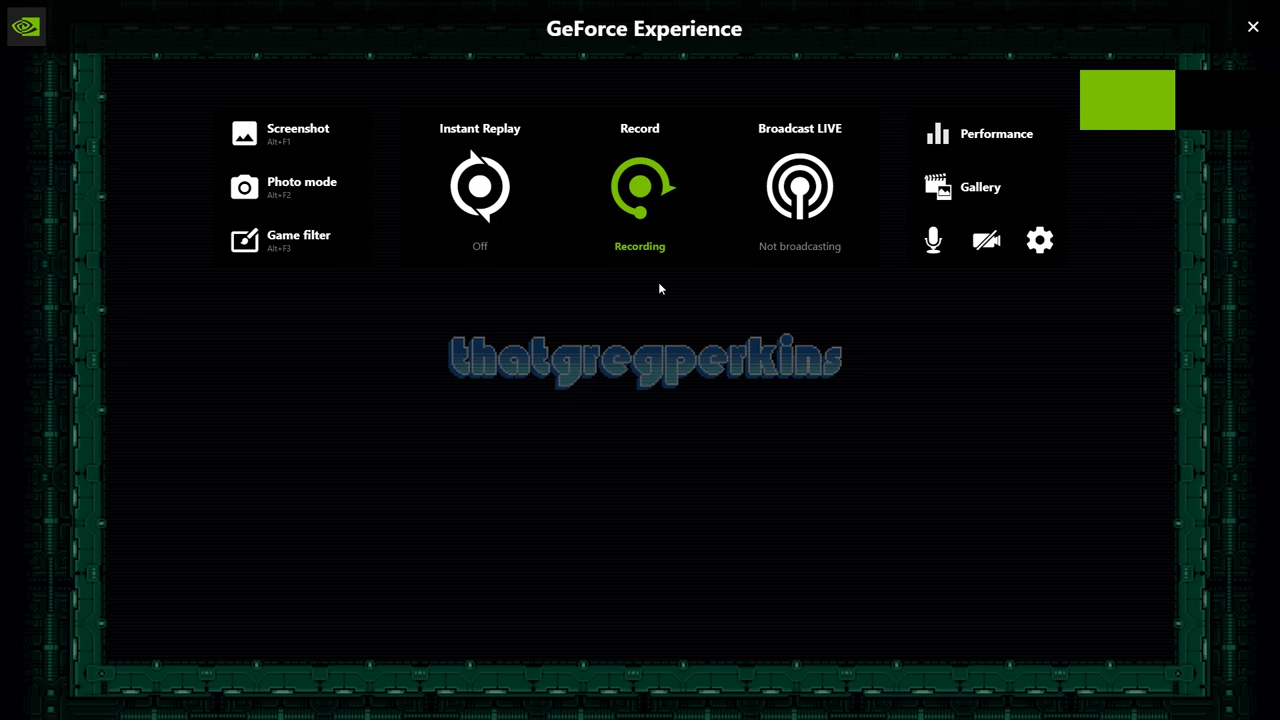 GeForce Experience
Screenshot
Alt+F1
Photo mode
Alt+F2
Game filter
Alt+F3
Instant Replay
Off
Record
Recording
Broadcast LIVE
Not broadcasting
Performance
Gallery
thatgregperkins